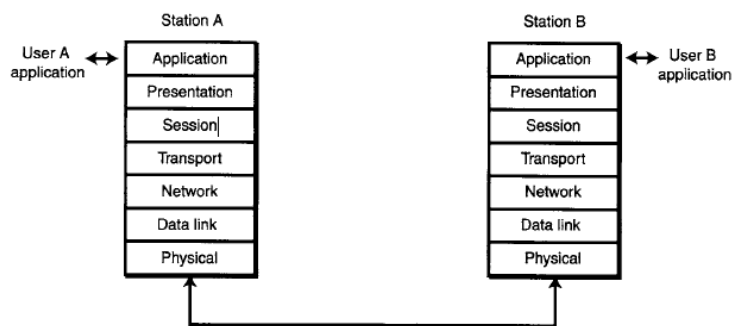 Station A
Station B
User A
application
Application
Presentation
Session
Transport
Network
Data link
Physical
Application
Presentation
Session
Transport
Network
Data link
Physical
User B
application